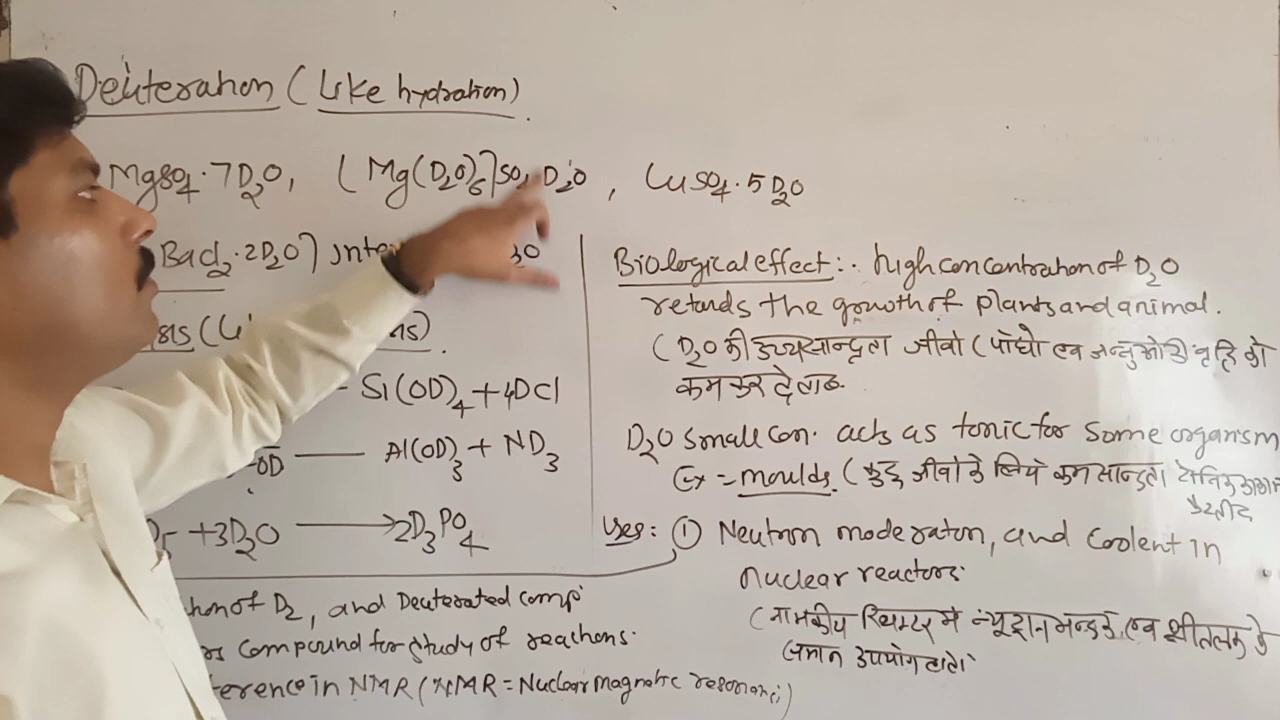 Deuteration (Like hydration)
MgSO4·7D2O, [Mg(D2O)6]SO4 D2O, CuSO4·5D2O
BaCl2·2D2O]
Si(OD)4+4DCl
OD —— Al(OD)3 + ND3
+3D2O ——→2D3PO4
of D2, and Deuterated comp
Compound for study of reactions.
in NMR (NMR = Nuclear magnetic resonance)
Biological effect:· high concentration of D2O
retards the growth of plants and animal.
(D2O की उच्चसान्द्रता जीवो (पौधो एव जन्तुओ की वृद्धि को
कम कर देता है.
D2O small con. acts as tonic for some organism
Ex = moulds. (कुछ जीवो के लिये कम सान्द्रता
Uses: ① Neutron moderaton, and coolent in
nuclear reactors.
(नाभकीय रियेक्टर मे न्यूट्रान मन्दक एव शीतलक के
समान उपयोग